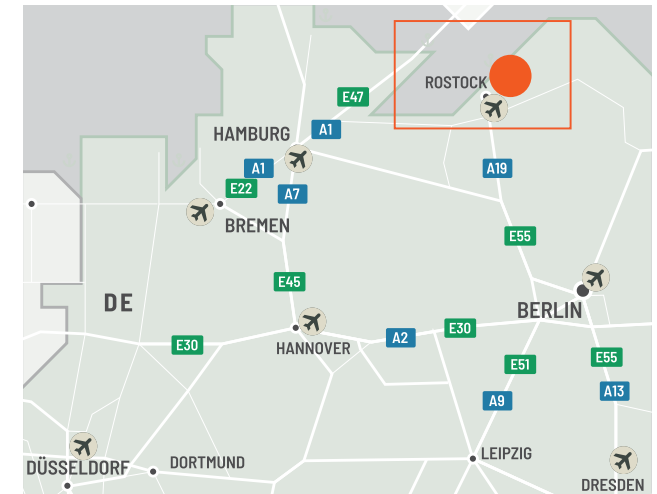 ROSTOCK
E47
HAMBURG
A1
A1
A19
E22
A7
BREMEN
E55
E45
DE
BERLIN
E30
A2
E30
HANNOVER
E51
E55
A9
A13
DÜSSELDORF
DORTMUND
LEIPZIG
DRESDEN